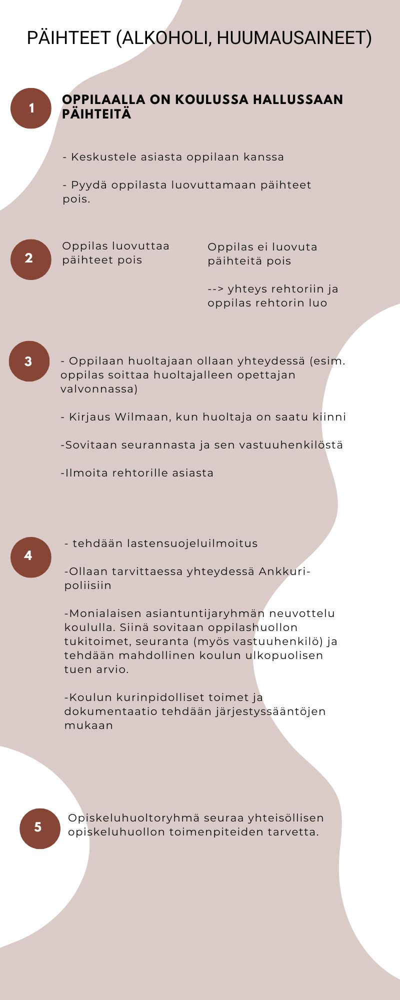 PÄIHTEET (ALKOHOLI, HUUMAUSAINEET)
1
OPPILAALLA ON KOULUSSA HALLUSSAAN
PÄIHTEITÄ
- Keskustele asiasta oppilaan kanssa
- Pyydä oppilasta luovuttamaan päihteet
pois.
2
Oppilas luovuttaa
päihteet pois
Oppilas ei luovuta
päihteitä pois
--> yhteys rehtoriin ja
oppilas rehtorin luo
3
- Oppilaan huoltajaan ollaan yhteydessä (esim.
oppilas soittaa huoltajalleen opettajan
valvonnassa)
- Kirjaus Wilmaan, kun huoltaja on saatu kiinni
-Sovitaan seurannasta ja sen vastuuhenkilöstä
-Ilmoita rehtorille asiasta
4
- tehdään lastensuojeluilmoitus
-Ollaan tarvittaessa yhteydessä Ankkuri-
poliisiin
-Monialaisen asiantuntijaryhmän neuvottelu
koululla. Siinä sovitaan oppilashuollon
tukitoimet, seuranta (myös vastuuhenkilö) ja
tehdään mahdollinen koulun ulkopuolisen
tuen arvio.
-Koulun kurinpidolliset toimet ja
dokumentaatio tehdään järjestyssääntöjen
mukaan
5
Opiskeluhuoltoryhmä seuraa yhteisöllisen
opiskeluhuollon toimenpiteiden tarvetta.